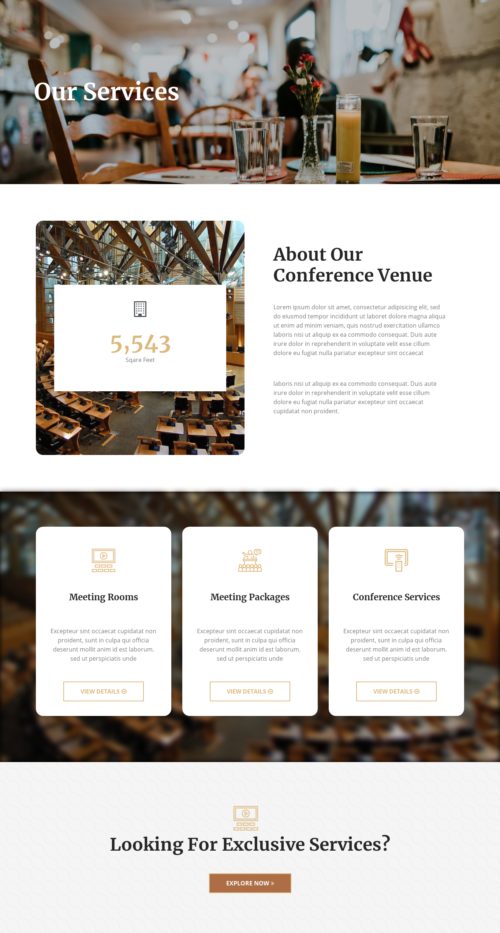 Our Services
5,543
Sqare Feet
About Our
Conference Venue
Lorem ipsum dolor sit amet, consectetur adipisicing elit, sed
do eiusmod tempor incididunt ut laboret dolore magna aliqua
ut enim ad minim veniam, quis nostrud exercitation ullamco
laboris nisi ut aliquip ex ea commodo consequat. Duis aute
irure dolor in reprehenderit in voluptate velit esse cillum
dolore eu fugiat nulla pariatur excepteur sint occaecat
laboris nisi ut aliquip ex ea commodo consequat. Duis aute
irure dolor in reprehenderit in voluptate velit esse cillum
dolore eu fugiat nulla pariatur excepteur sint occaecat
cupidatat non proident.
Meeting Rooms
Excepteur sint occaecat cupidatat non
proident, sunt in culpa qui officia
deserunt mollit anim id est laborum.
sed ut perspiciatis unde
VIEW DETAILS
Meeting Packages
Excepteur sint occaecat cupidatat non
proident, sunt in culpa qui officia
deserunt mollit anim id est laborum.
sed ut perspiciatis unde
VIEW DETAILS
Conference Services
Excepteur sint occaecat cupidatat non
proident, sunt in culpa qui officia
deserunt mollit anim id est laborum.
sed ut perspiciatis unde
VIEW DETAILS
Looking For Exclusive Services?
EXPLORE NOW >